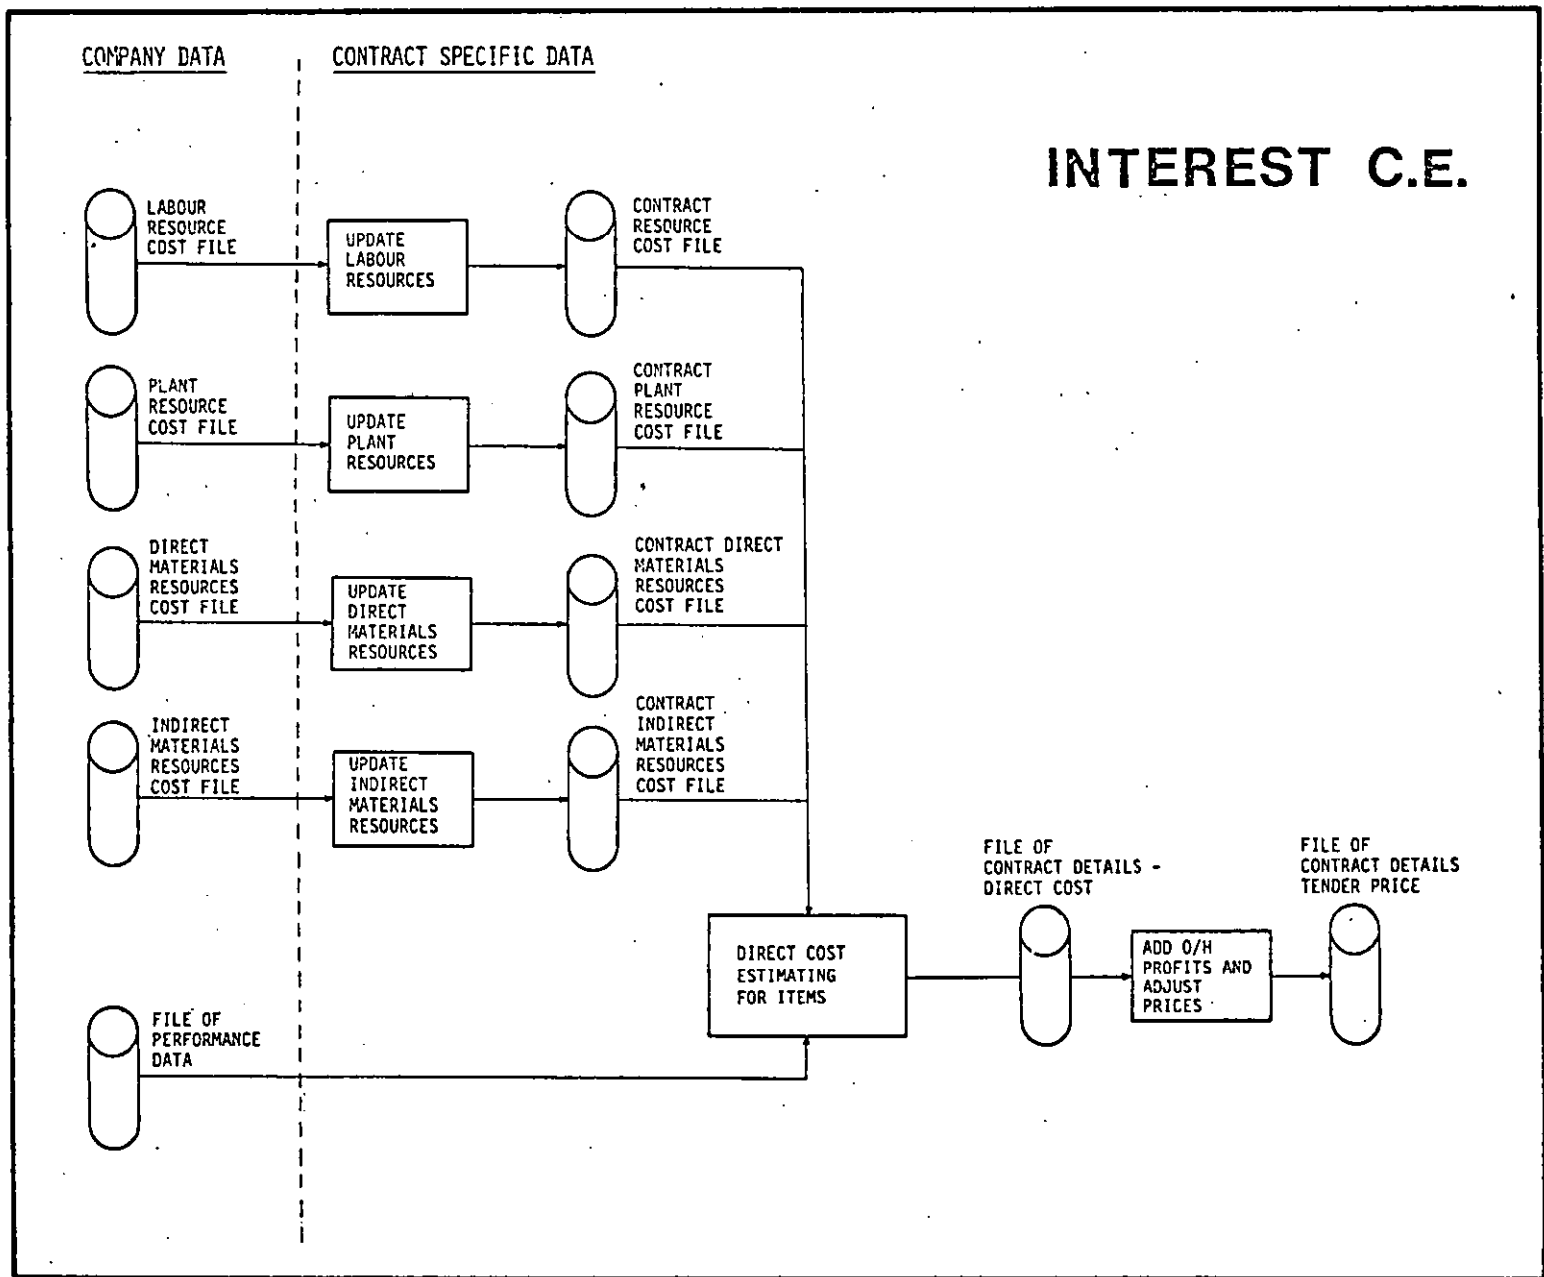 COMPANY DATA
CONTRACT SPECIFIC DATA
INTEREST C.E.
LABOUR
RESOURCE
COST FILE
UPDATE
LABOUR
RESOURCES
CONTRACT
RESOURCE
COST FILE
PLANT
RESOURCE
COST FILE
UPDATE
PLANT
RESOURCES
CONTRACT
PLANT
RESOURCE
COST FILE
DIRECT
MATERIALS
RESOURCES
COST FILE
UPDATE
DIRECT
MATERIALS
RESOURCES
CONTRACT DIRECT
MATERIALS
RESOURCES
COST FILE
INDIRECT
MATERIALS
RESOURCES
COST FILE
UPDATE
INDIRECT
MATERIALS
RESOURCES
CONTRACT
INDIRECT
MATERIALS
RESOURCES
COST FILE
FILE OF
PERFORMANCE
DATA
DIRECT COST
ESTIMATING
FOR ITEMS
FILE OF
CONTRACT DETAILS -
DIRECT COST
ADD O/H
PROFITS AND
ADJUST
PRICES
FILE OF
CONTRACT DETAILS
TENDER PRICE